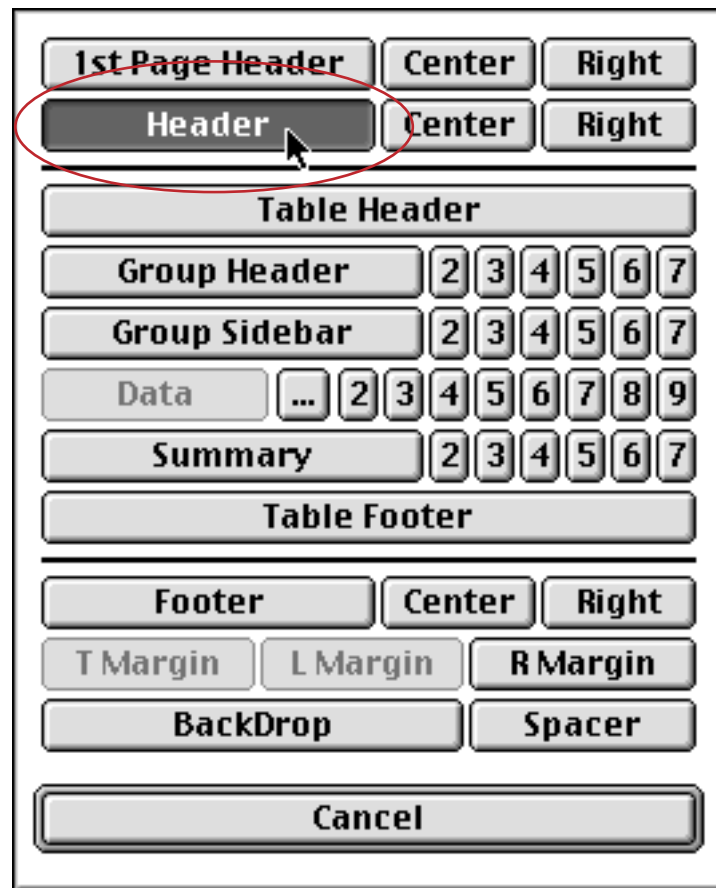 1st Page Header Center Right
Header Center Right
Table Header
Group Header 2 3 4 5 6 7
Group Sidebar 2 3 4 5 6 7
Data ... 2 3 4 5 6 7 8 9
Summary 2 3 4 5 6 7
Table Footer
Footer Center Right
T Margin L Margin R Margin
BackDrop Spacer
Cancel